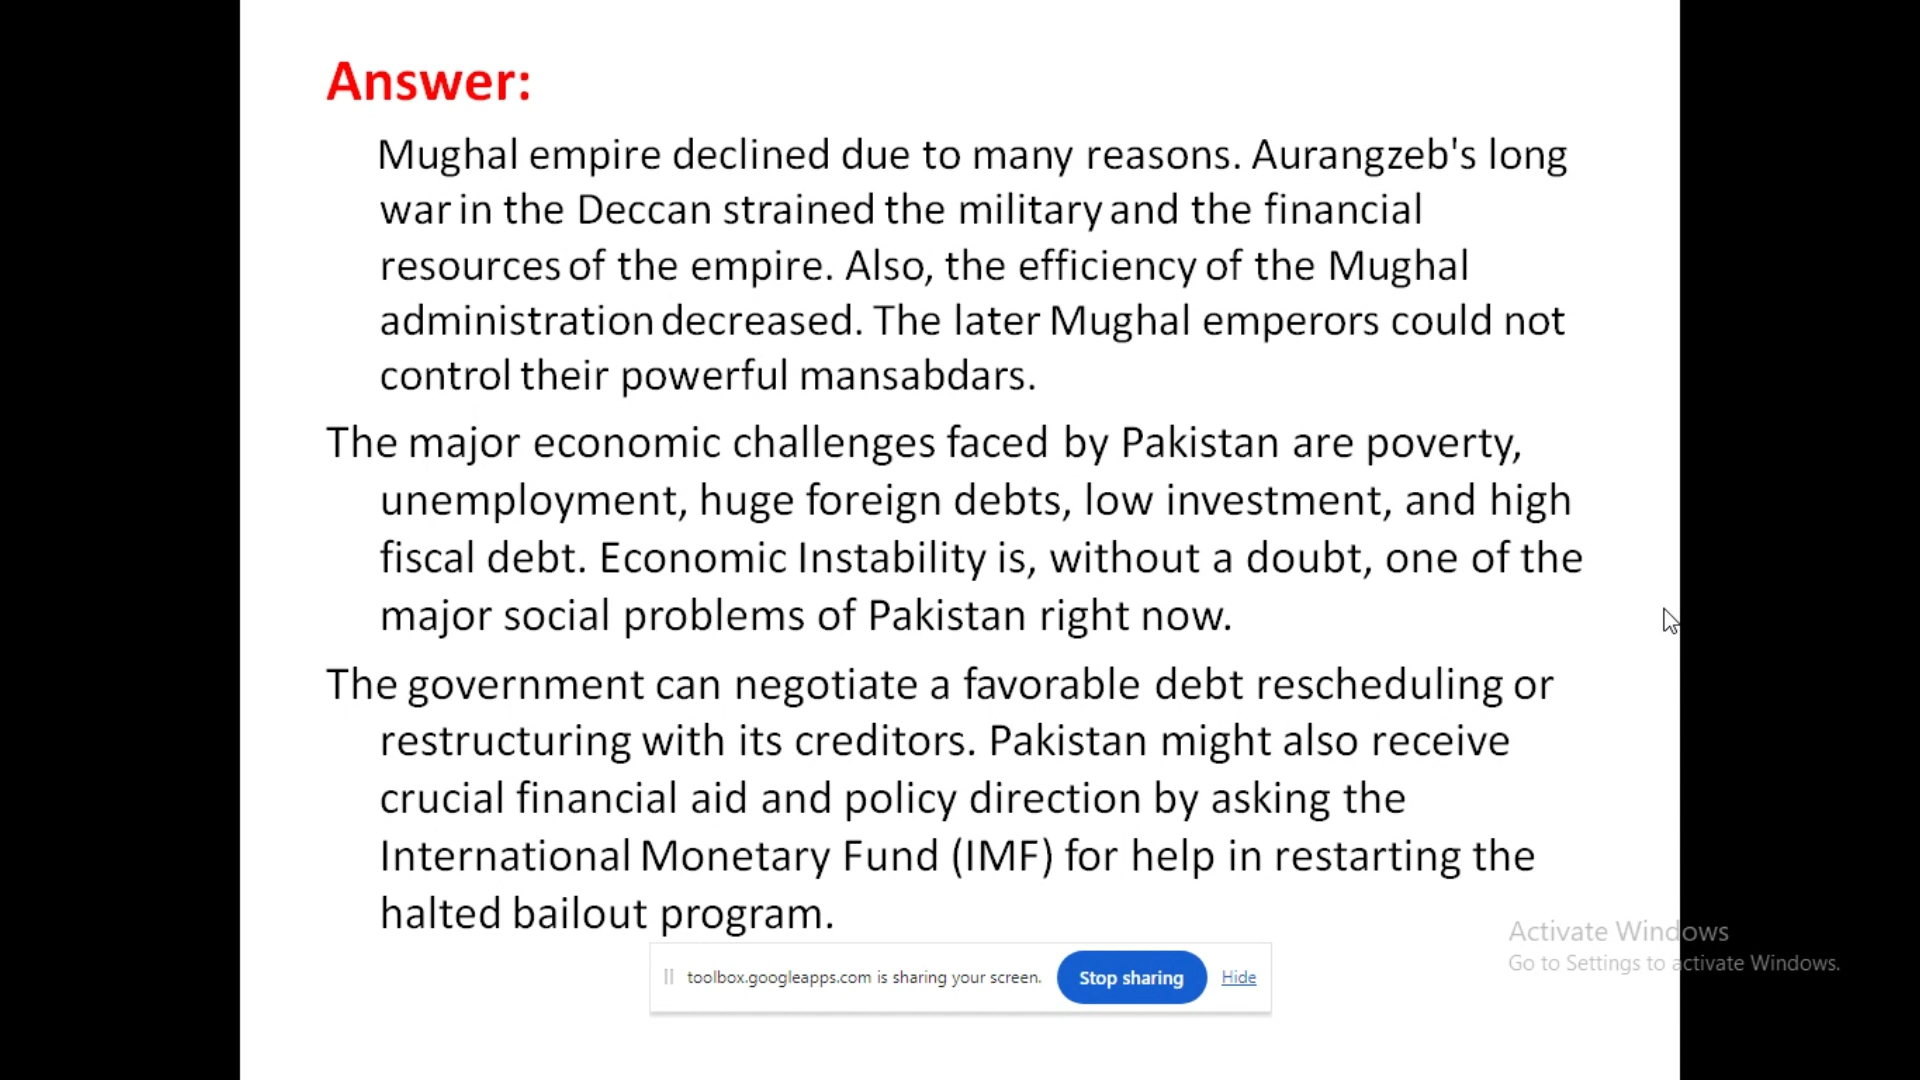 Answer:
Mughal empire declined due to many reasons. Aurangzeb's long
war in the Deccan strained the military and the financial
resources of the empire. Also, the efficiency of the Mughal
administration decreased. The later Mughal emperors could not
control their powerful mansabdars.
The major economic challenges faced by Pakistan are poverty,
unemployment, huge foreign debts, low investment, and high
fiscal debt. Economic Instability is, without a doubt, one of the
major social problems of Pakistan right now.
The government can negotiate a favorable debt rescheduling or
restructuring with its creditors. Pakistan might also receive
crucial financial aid and policy direction by asking the
International Monetary Fund (IMF) for help in restarting the
halted bailout program.
Activate Windows
Go to Settings to activate Windows.
toolbox.googleapps.com is sharing your screen. Stop sharing Hide